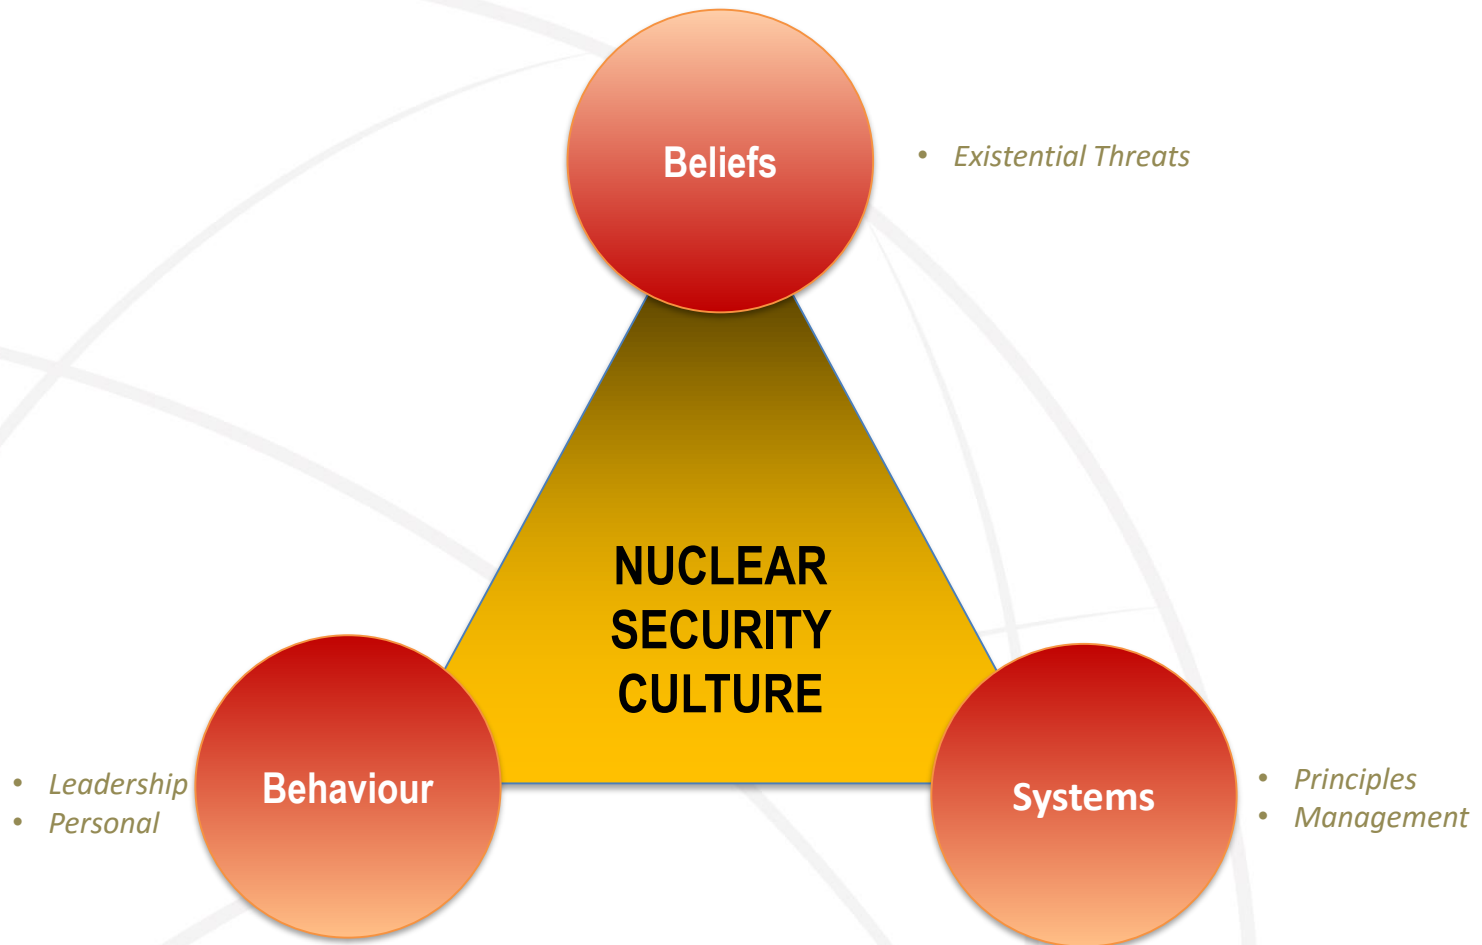 Beliefs
• Existential Threats
NUCLEAR
SECURITY
CULTURE
• Leadership
• Personal
Behaviour
Systems
• Principles
• Management